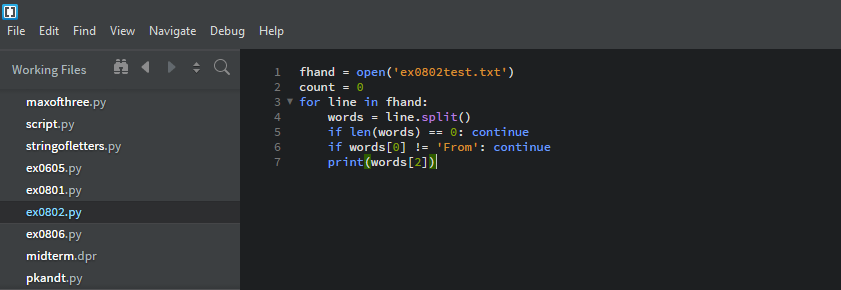 File Edit Find View Navigate Debug Help
Working Files
maxofthree.py
script.py
stringofletters.py
ex0605.py
ex0801.py
ex0802.py
ex0806.py
midterm.dpr
pkandt.py
1 fhand = open('ex0802test.txt')
2 count = 0
3 for line in fhand:
4     words = line.split()
5     if len(words) == 0: continue
6     if words[0] != 'From': continue
7     print(words[2])